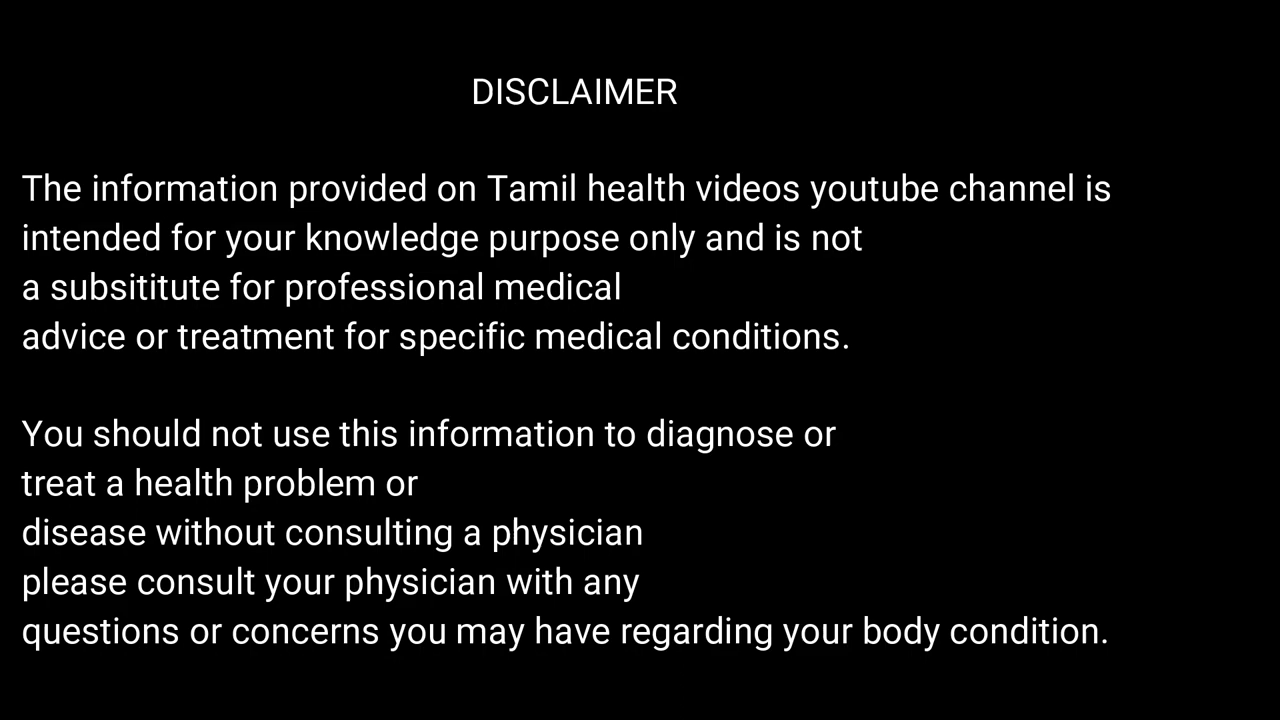 DISCLAIMER
The information provided on Tamil health videos youtube channel is
intended for your knowledge purpose only and is not
a subsititute for professional medical
advice or treatment for specific medical conditions.
You should not use this information to diagnose or
treat a health problem or
disease without consulting a physician
please consult your physician with any
questions or concerns you may have regarding your body condition.